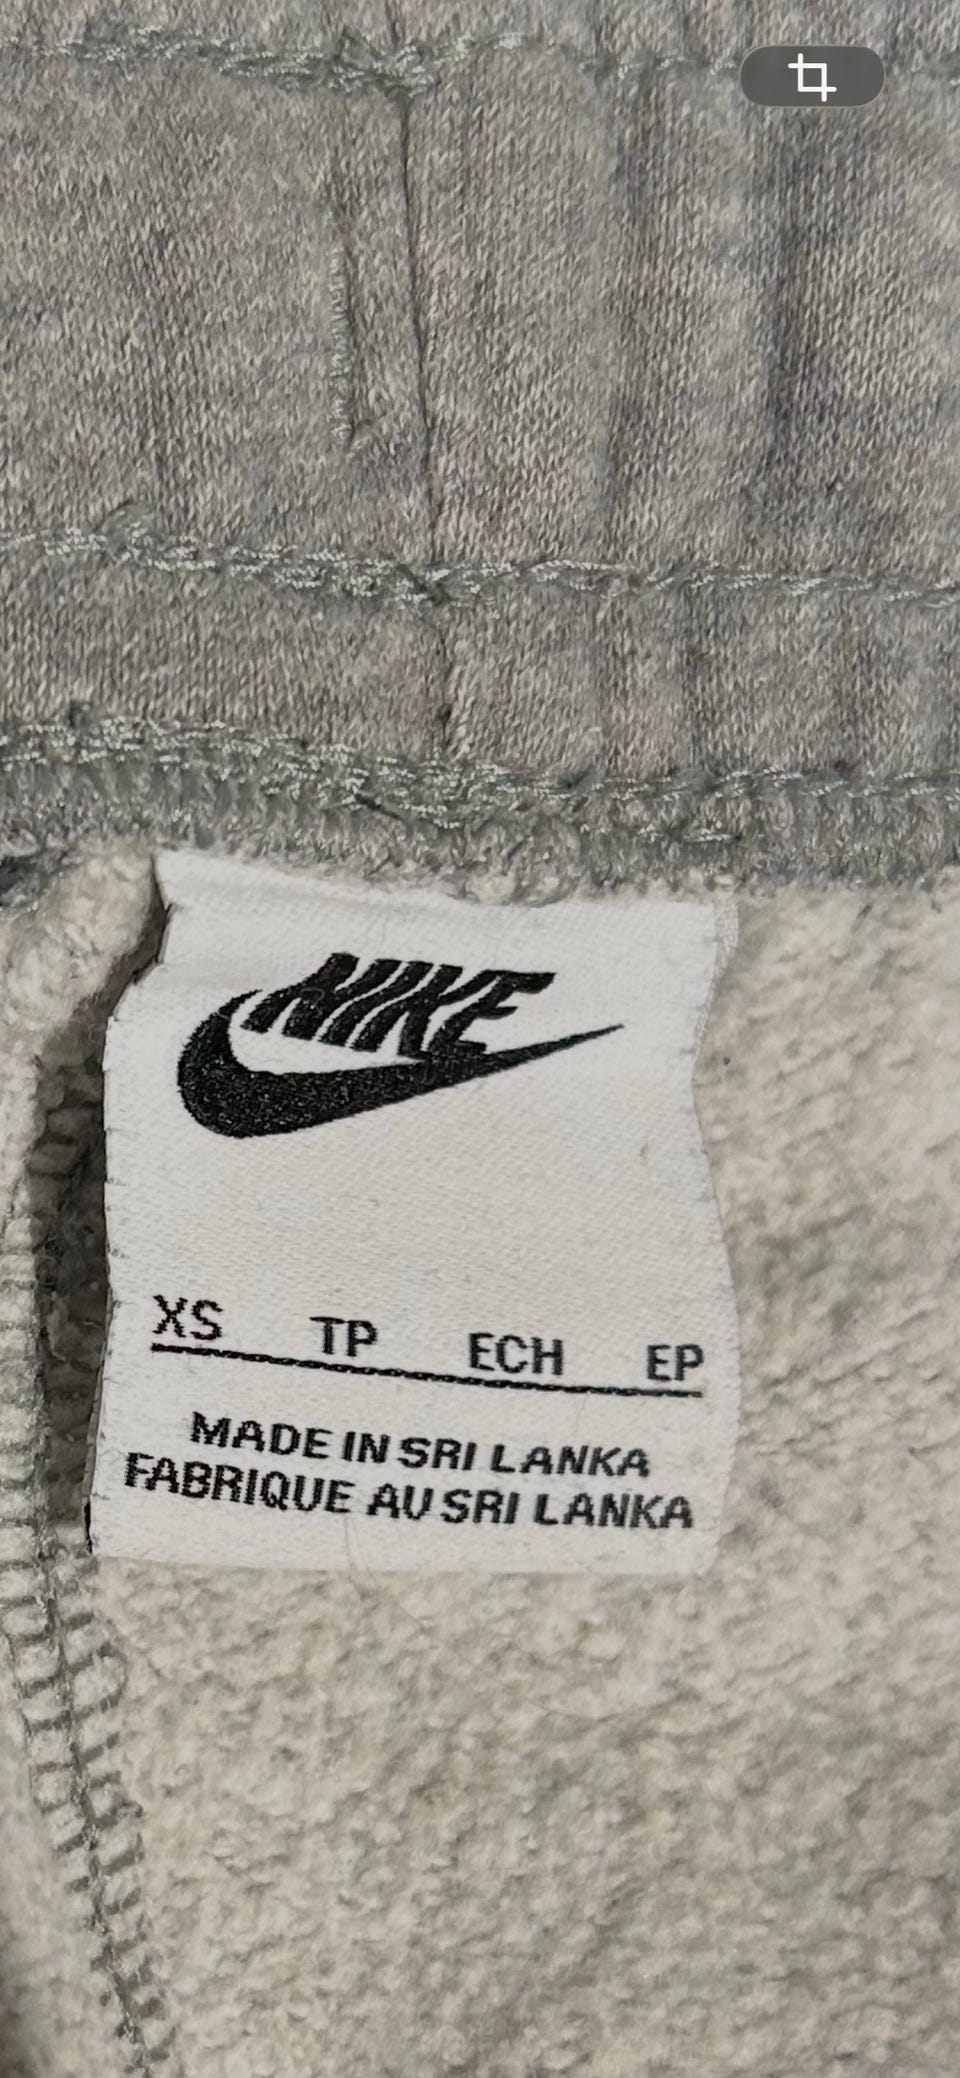 NIKE
XS TP ECH EP
MADE IN SRI LANKA
FABRIQUE AU SRI LANKA